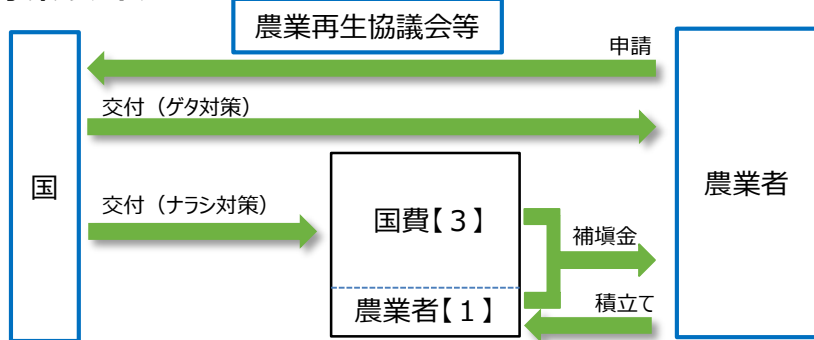 農業再生協議会等
申請
交付（ゲタ対策）
国
農業者
交付（ナラシ対策）
国費【３】
補塡金
農業者【１】
積立て